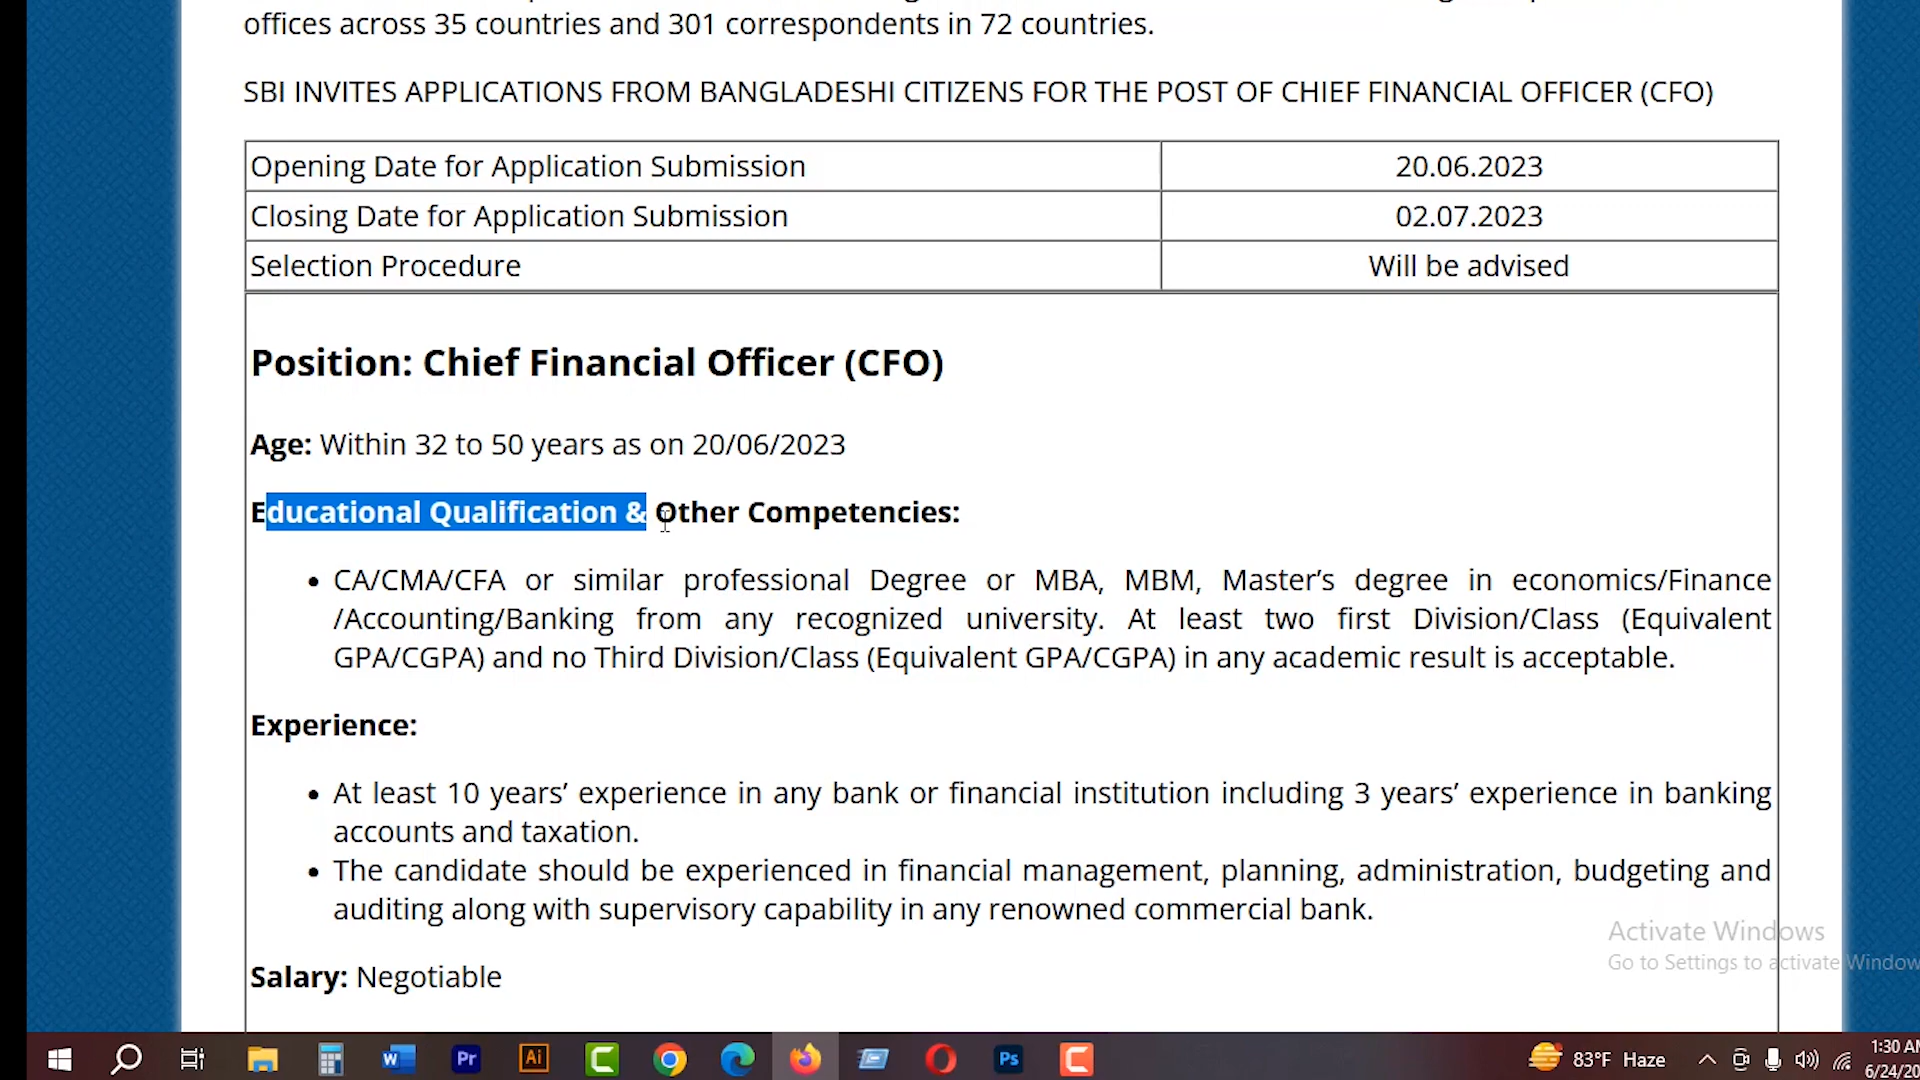 offices across 35 countries and 301 correspondents in 72 countries.
SBI INVITES APPLICATIONS FROM BANGLADESHI CITIZENS FOR THE POST OF CHIEF FINANCIAL OFFICER (CFO)
Opening Date for Application Submission 20.06.2023
Closing Date for Application Submission 02.07.2023
Selection Procedure Will be advised
Position: Chief Financial Officer (CFO)
Age: Within 32 to 50 years as on 20/06/2023
Educational Qualification & Other Competencies:
• CA/CMA/CFA or similar professional Degree or MBA, MBM, Master’s degree in economics/Finance
/Accounting/Banking from any recognized university. At least two first Division/Class (Equivalent
GPA/CGPA) and no Third Division/Class (Equivalent GPA/CGPA) in any academic result is acceptable.
Experience:
• At least 10 years’ experience in any bank or financial institution including 3 years’ experience in banking
accounts and taxation.
• The candidate should be experienced in financial management, planning, administration, budgeting and
auditing along with supervisory capability in any renowned commercial bank.
Activate Windows
Go to Settings to activate Window
Salary: Negotiable
W Pr Ai C Ps C
83°F Haze
1:30 AM
6/24/20